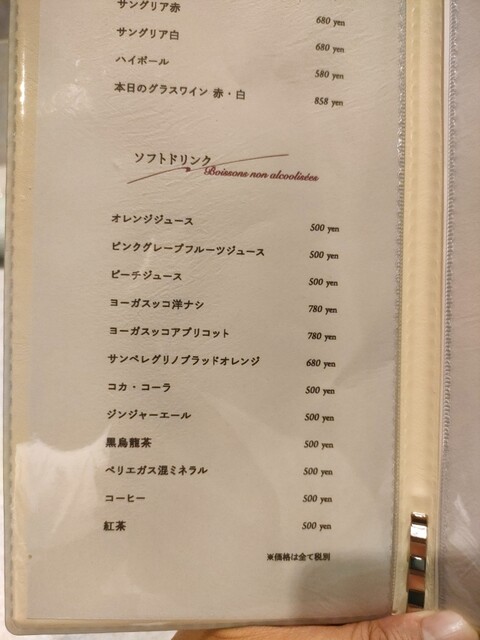 サングリア赤 680 yen
サングリア白 680 yen
ハイボール 580 yen
本日のグラスワイン 赤・白 858 yen
ソフトドリンク
Boissons non alcoolisées
オレンジジュース 500 yen
ピンクグレープフルーツジュース 500 yen
ピーチジュース 500 yen
ヨーガスッコ洋ナシ 780 yen
ヨーガスッコアプリコット 780 yen
サンペレグリノブラッドオレンジ 680 yen
コカ・コーラ 500 yen
ジンジャーエール 500 yen
黒烏龍茶 500 yen
ペリエガス混ミネラル 500 yen
コーヒー 500 yen
紅茶 500 yen
※価格は全て税別